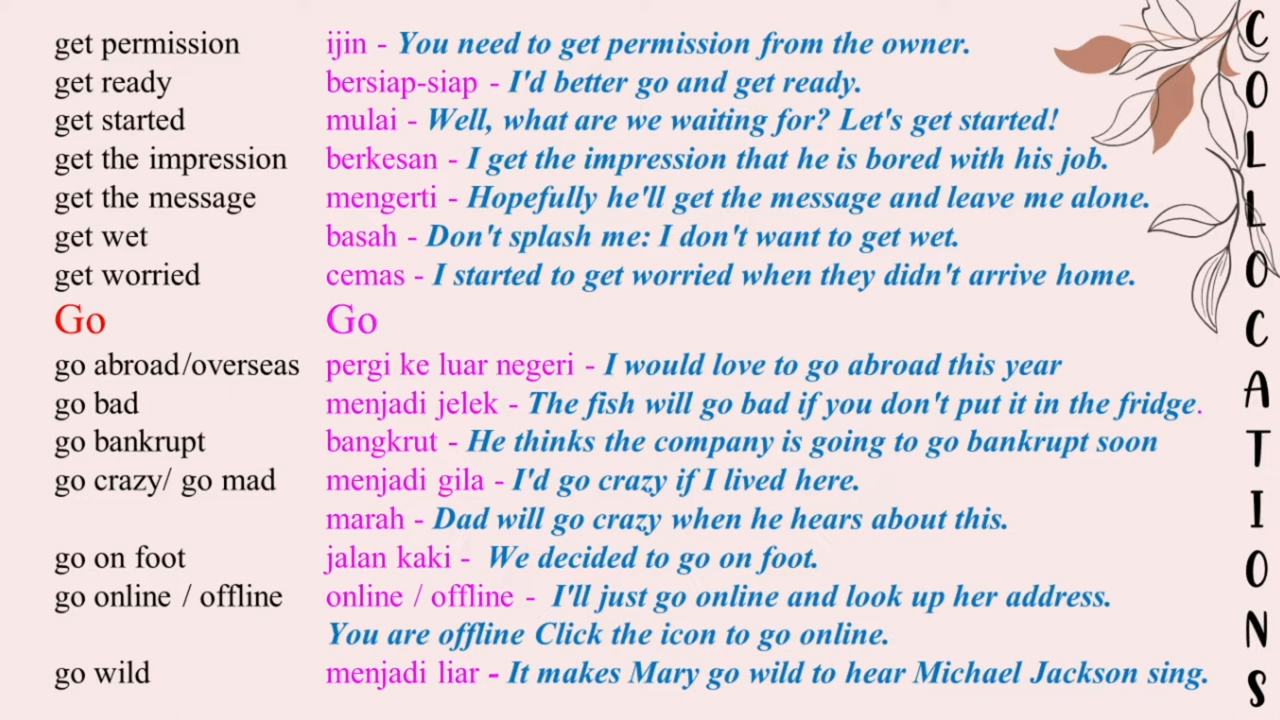 get permission ijin - You need to get permission from the owner.
get ready bersiap-siap - I'd better go and get ready.
get started mulai - Well, what are we waiting for? Let's get started!
get the impression berkesan - I get the impression that he is bored with his job.
get the message mengerti - Hopefully he'll get the message and leave me alone.
get wet basah - Don't splash me: I don't want to get wet.
get worried cemas - I started to get worried when they didn't arrive home.
Go Go
go abroad/overseas pergi ke luar negeri - I would love to go abroad this year
go bad menjadi jelek - The fish will go bad if you don't put it in the fridge.
go bankrupt bangkrut - He thinks the company is going to go bankrupt soon
go crazy/ go mad menjadi gila - I'd go crazy if I lived here.
marah - Dad will go crazy when he hears about this.
go on foot jalan kaki - We decided to go on foot.
go online / offline online / offline - I'll just go online and look up her address.
You are offline Click the icon to go online.
go wild menjadi liar - It makes Mary go wild to hear Michael Jackson sing.
COLLOCATIONS